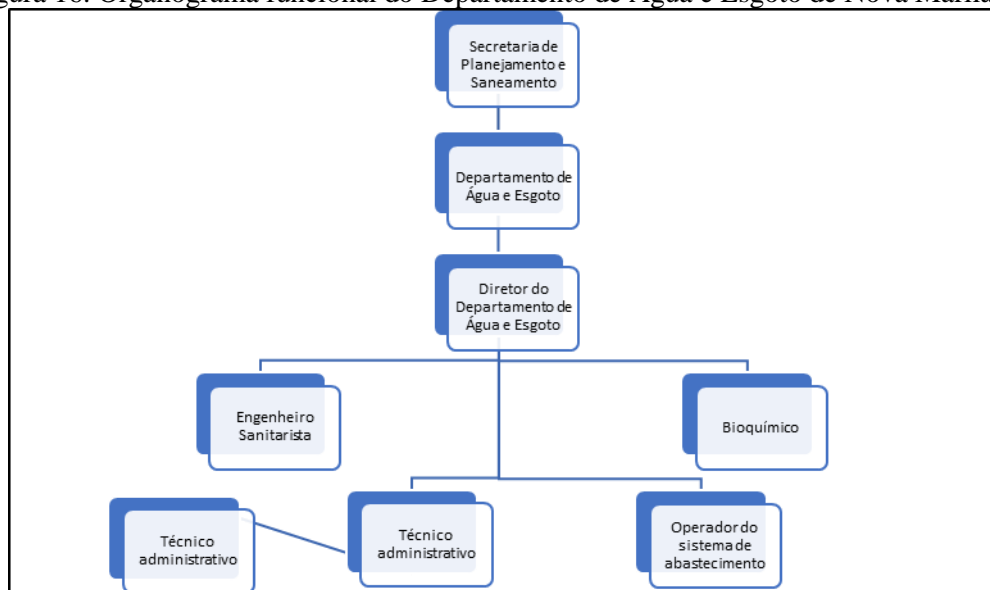 Organograma funcional do Departamento de Água e Esgoto de Nova
Secretaria de
Planejamento e
Saneamento
Departamento de
Água e Esgoto
Diretor do
Departamento de
Água e Esgoto
Engenheiro
Sanitarista
Bioquímico
Técnico
administrativo
Técnico
administrativo
Operador do
sistema de
abastecimento